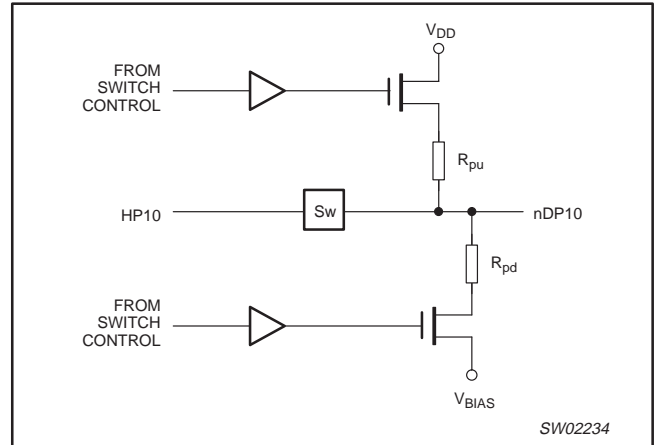 V_DD
FROM
SWITCH
CONTROL
R_pu
HP10
Sw
nDP10
R_pd
FROM
SWITCH
CONTROL
V_BIAS
SW02234